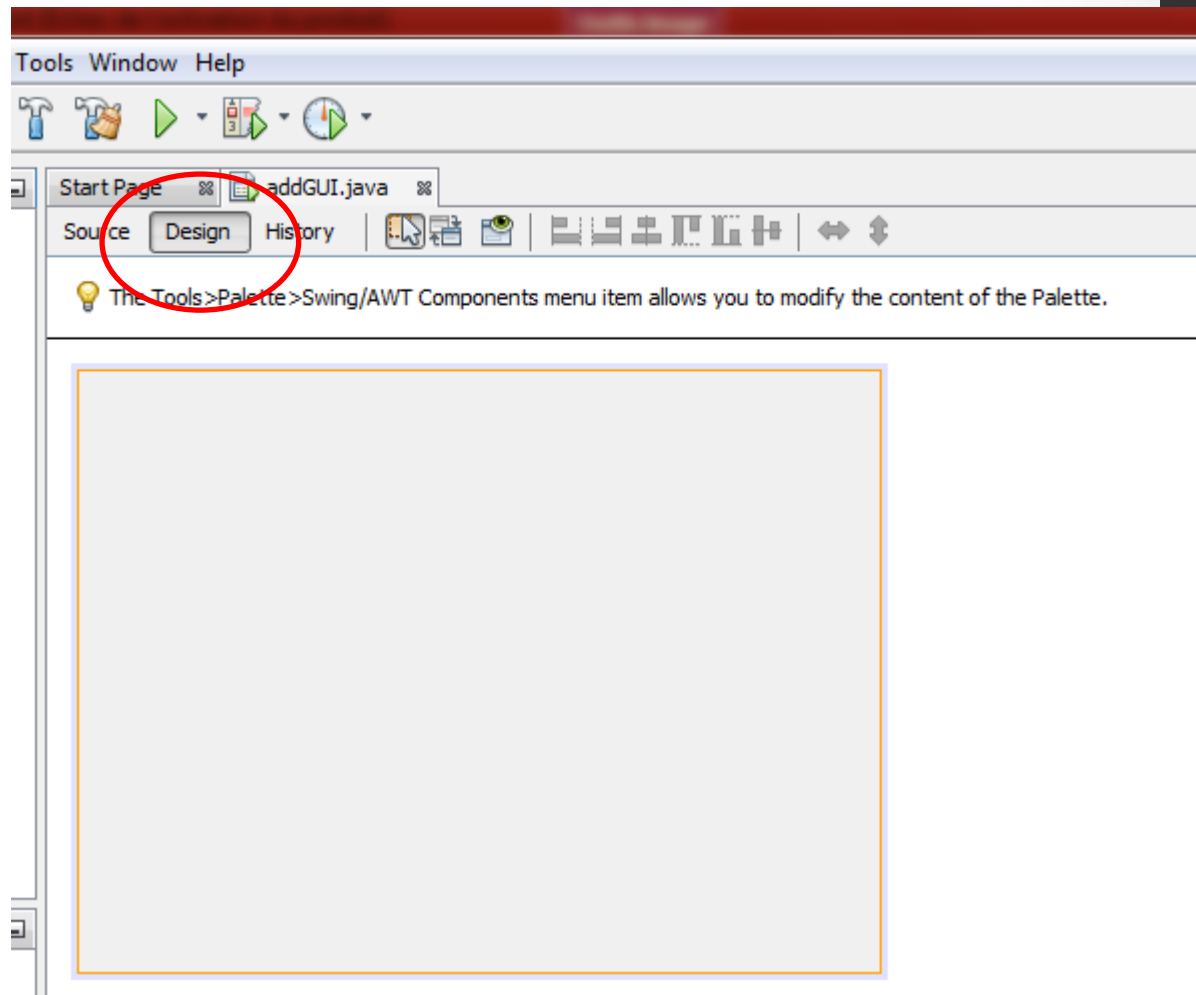 Tools Window Help
Start Page addGUI.java
Source Design History
The Tools>Palette>Swing/AWT Components menu item allows you to modify the content of the Palette.